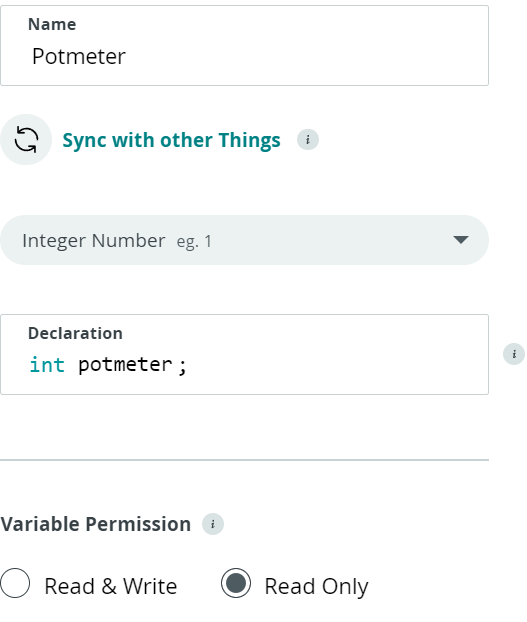 Name
Potmeter
Sync with other Things i
Integer Number eg. 1
Declaration
int potmeter ;
i
Variable Permission i
Read & Write Read Only